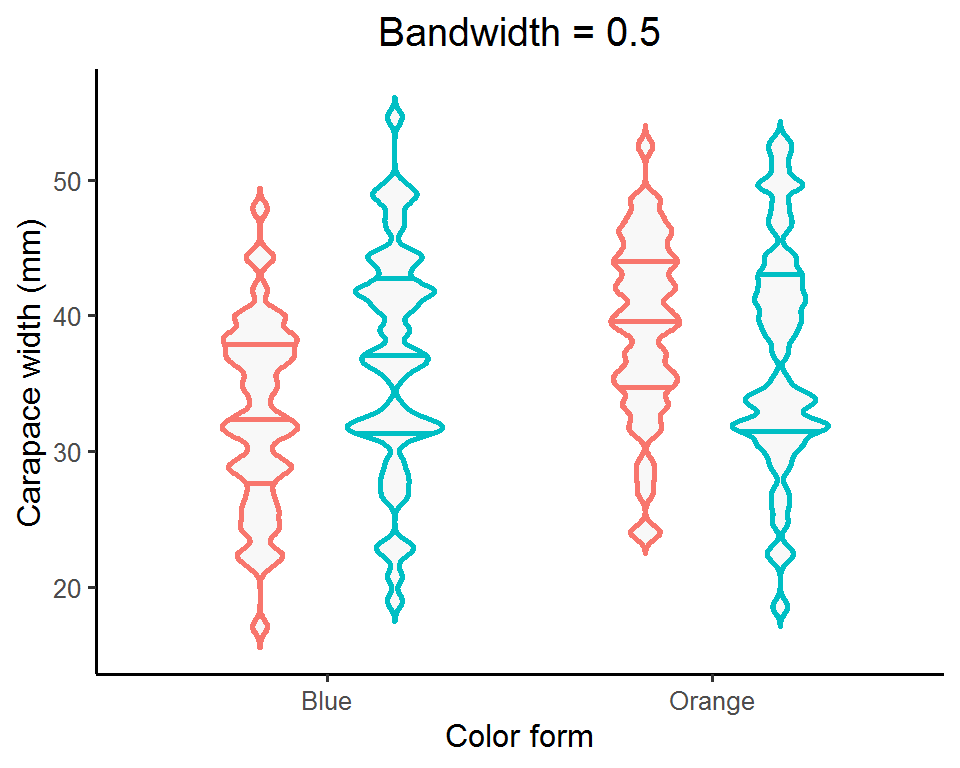 Bandwidth = 0.5
Carapace width (mm)
50
40
30
20
Blue
Orange
Color form